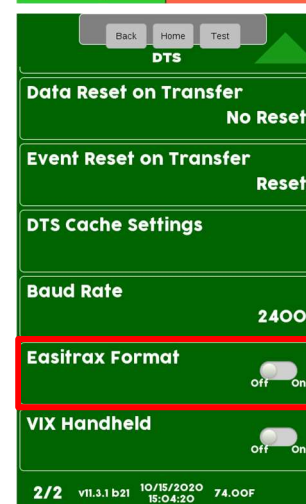 Back Home Test
DTS
Data Reset on Transfer
No Reset
Event Reset on Transfer
Reset
DTS Cache Settings
Baud Rate
2400
Easitrax Format
Off On
VIX Handheld
Off On
2/2 v11.3.1 b21 10/15/2020 15:04:20 74.00F